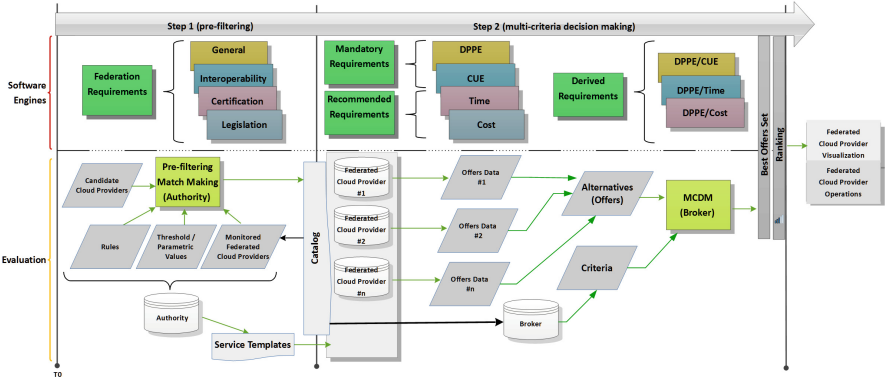 Step 1 (pre-filtering)
Step 2 (multi-criteria decision making)
Software
Engines
Federation
Requirements
General
Interoperability
Certification
Legislation
Mandatory
Requirements
Recommended
Requirements
DPPE
CUE
Time
Cost
Derived
Requirements
DPPE/CUE
DPPE/Time
DPPE/Cost
Best Offers Set
Ranking
Federated
Cloud Provider
Visualization
Federated
Cloud Provider
Operations
Evaluation
Candidate
Cloud Providers
Pre-filtering
Match Making
(Authority)
Rules
Threshold /
Parametric
Values
Monitored
Federated
Cloud Providers
Authority
Service Templates
Catalog
Federated
Cloud Provider
#1
Federated
Cloud Provider
#2
Federated
Cloud Provider
#n
Offers Data
#1
Offers Data
#2
Offers Data
#n
Alternatives
(Offers)
Criteria
Broker
MCDM
(Broker)
T0